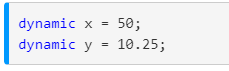 dynamic x = 50;
dynamic y = 10.25;